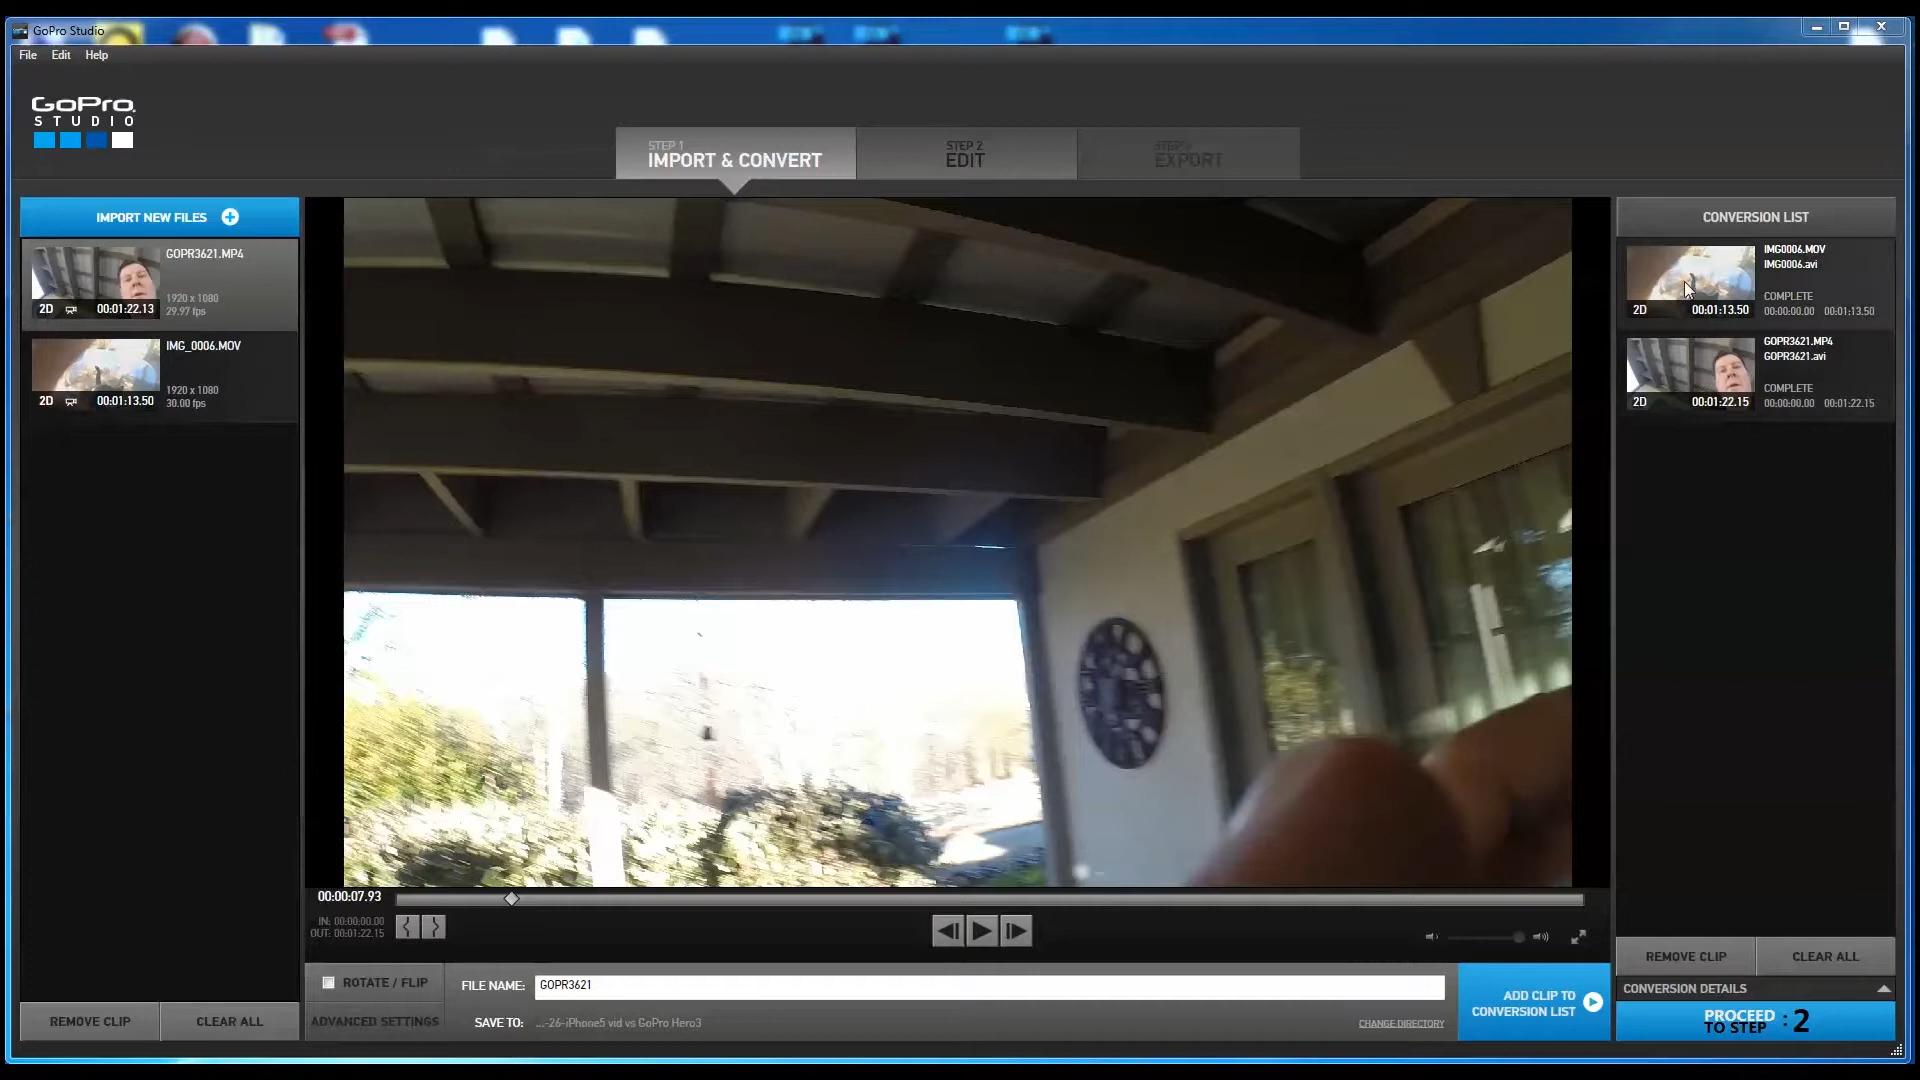 GoPro Studio
File Edit Help
GoPro
STUDIO
STEP 1
IMPORT & CONVERT
STEP 2
EDIT
STEP 3
EXPORT
IMPORT NEW FILES
GOPR3621.MP4
1920 x 1080
29.97 fps
2D 00:01:22.13
IMG_0006.MOV
1920 x 1080
30.00 fps
2D 00:01:13.50
REMOVE CLIP CLEAR ALL
00:00:07.93
IN: 00:00:00.00
OUT: 00:01:22.15
ROTATE / FLIP
ADVANCED SETTINGS
FILE NAME: GOPR3621
SAVE TO: ...-26-iPhone5 vid vs GoPro Hero3
CHANGE DIRECTORY
ADD CLIP TO
CONVERSION LIST
CONVERSION LIST
IMG0006.MOV
IMG0006.avi
COMPLETE
2D 00:01:13.50 00:00:00.00 00:01:13.50
GOPR3621.MP4
GOPR3621.avi
COMPLETE
2D 00:01:22.15 00:00:00.00 00:01:22.15
REMOVE CLIP CLEAR ALL
CONVERSION DETAILS
PROCEED
TO STEP : 2